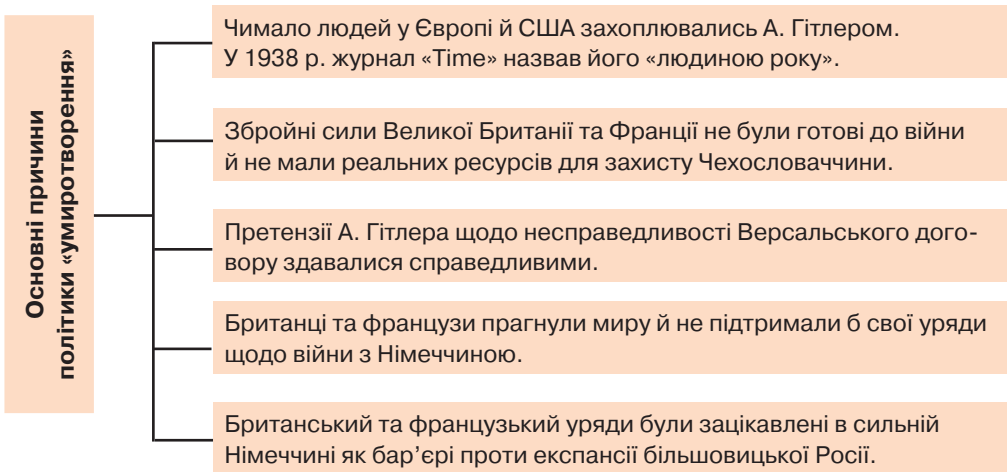 Основні причини
політики «умиротворення»
Чимало людей у Європі й США захоплювались А. Гітлером.
У 1938 р. журнал «Time» назвав його «людиною року».
Збройні сили Великої Британії та Франції не були готові до війни
й не мали реальних ресурсів для захисту Чехословаччини.
Претензії А. Гітлера щодо несправедливості Версальського дого-
вору здавалися справедливими.
Британці та французи прагнули миру й не підтримали б свої уряди
щодо війни з Німеччиною.
Британський та французький уряди були зацікавлені в сильній
Німеччині як бар’єрі проти експансії більшовицької Росії.